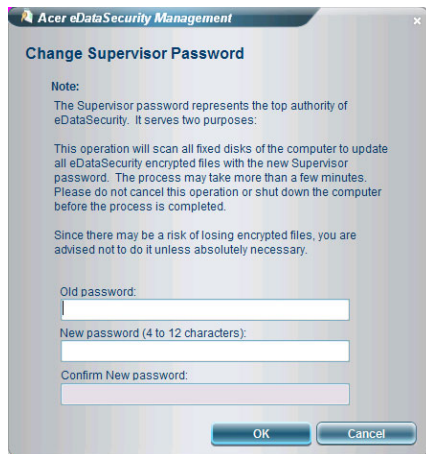 Acer eDataSecurity Management
Change Supervisor Password
Note:
The Supervisor password represents the top authority of
eDataSecurity. It serves two purposes:
This operation will scan all fixed disks of the computer to update
all eDataSecurity encrypted files with the new Supervisor
password. The process may take more than a few minutes.
Please do not cancel this operation or shut down the computer
before the process is completed.
Since there may be a risk of losing encrypted files, you are
advised not to do it unless absolutely necessary.
Old password:
New password (4 to 12 characters):
Confirm New password:
OK Cancel